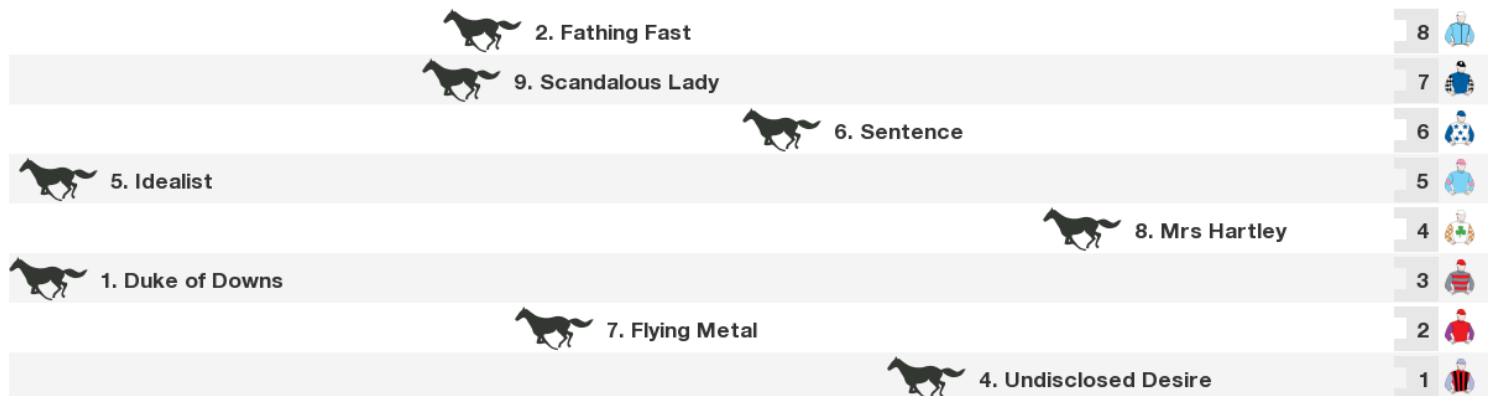 2. Fathing Fast 8
9. Scandalous Lady 7
6. Sentence 6
5. Idealist 5
8. Mrs Hartley 4
1. Duke of Downs 3
7. Flying Metal 2
4. Undisclosed Desire 1